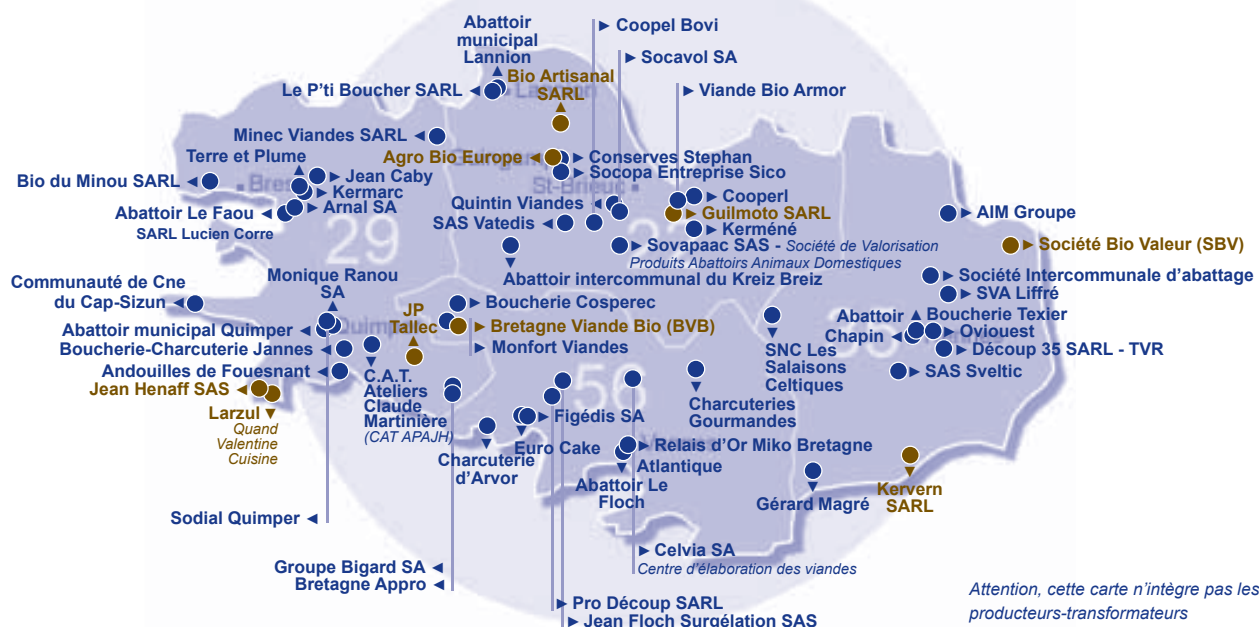 Abattoir
municipal
Lannion
Coopel Bovi
Socavol SA
Bio Artisanal
SARL
Le P'ti Boucher SARL
Viande Bio Armor
Minec Viandes SARL
Terre et Plume
Agro Bio Europe
Conserves Stephan
Socopa Entreprise Sico
St-Brieuc
Bio du Minou SARL
Jean Caby
Kermarc
Arnal SA
Abattoir Le Faou
SARL Lucien Corre
Quintin Viandes
SAS Vatedis
Cooperl
Guilmoto SARL
Kerméné
AIM Groupe
29
Société Bio Valeur (SBV)
Sovapaac SAS - Société de Valorisation
Produits Abattoirs Animaux Domestiques
Abattoir intercommunal du Kreiz Breiz
Société Intercommunale d'abattage
SVA Liffré
Communauté de Cne
du Cap-Sizun
Monique Ranou
SA
Boucherie Cosperec
JP
Tallec
Bretagne Viande Bio (BVB)
Monfort Viandes
Abattoir municipal Quimper
Boucherie-Charcuterie Jannes
Andouilles de Fouesnant
Jean Henaff SAS
Larzul
Quand
Valentine
Cuisine
C.A.T.
Ateliers
Claude
Martinière
(CAT APAJH)
SNC Les
Salaisons
Celtiques
Abattoir
Chapin
Boucherie Texier
Oviouest
Découp 35 SARL - TVR
SAS Sveltic
56
Charcuteries
Gourmandes
Figédis SA
Euro Cake
Charcuterie
d'Arvor
Relais d'Or Miko Bretagne
Atlantique
Abattoir Le
Floch
Gérard Magré
Kervern
SARL
Sodial Quimper
Celvia SA
Centre d'élaboration des viandes
Groupe Bigard SA
Bretagne Appro
Pro Découp SARL
Jean Floch Surgélation SAS
Attention, cette carte n'intègre pas les
producteurs-transformateurs